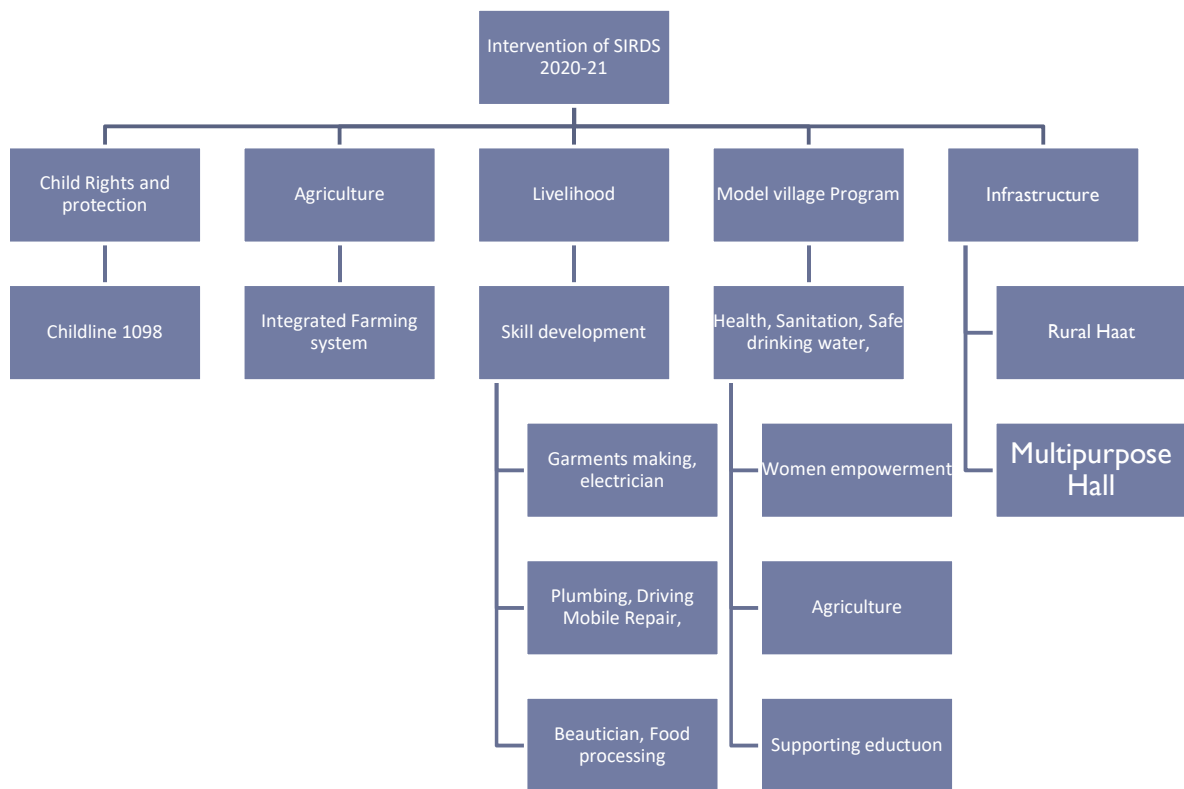 Intervention of SIRDS
2020-21
Child Rights and
protection
Agriculture
Livelihood
Model village Program
Infrastructure
Childline 1098
Integrated Farming
system
Skill development
Health, Sanitation, Safe
drinking water,
Rural Haat
Garments making,
electrician
Women empowerment
Multipurpose
Hall
Plumbing, Driving
Mobile Repair,
Agriculture
Beautician, Food
processing
Supporting eductuon